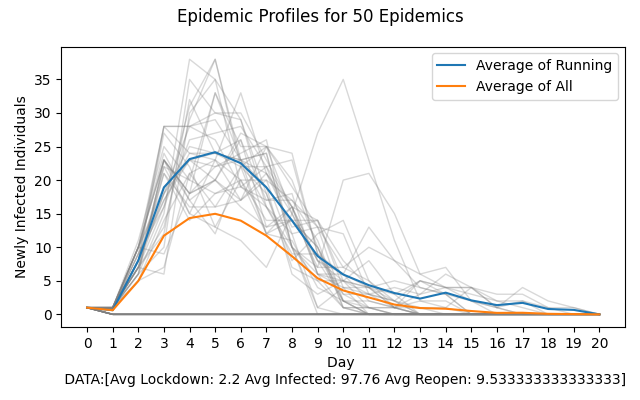 Epidemic Profiles for 50 Epidemics
Average of Running
Average of All
Newly Infected Individuals
35
30
25
20
15
10
5
0
0 1 2 3 4 5 6 7 8 9 10 11 12 13 14 15 16 17 18 19 20
Day
DATA:[Avg Lockdown: 2.2 Avg Infected: 97.76 Avg Reopen: 9.533333333333333]